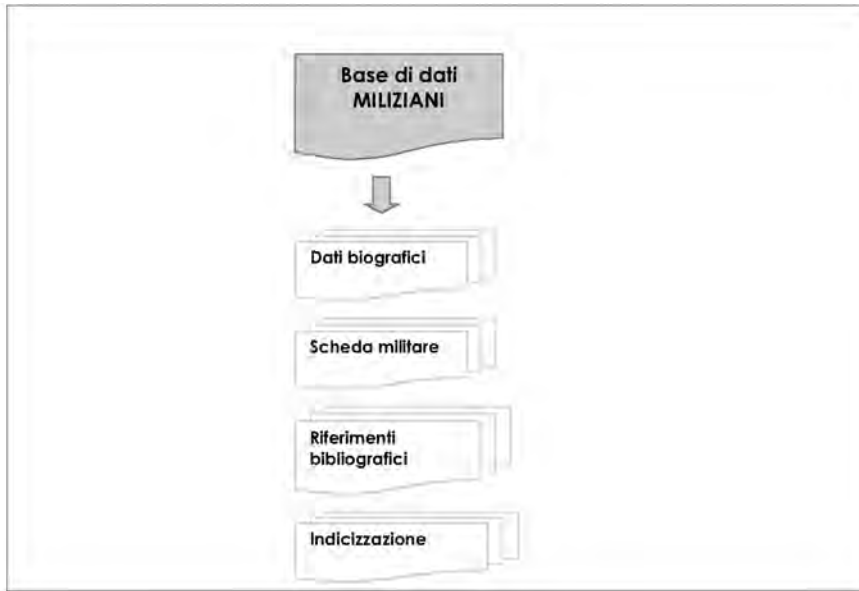 Base di dati
MILIZIANI
Dati biografici
Scheda militare
Riferimenti
bibliografici
Indicizzazione